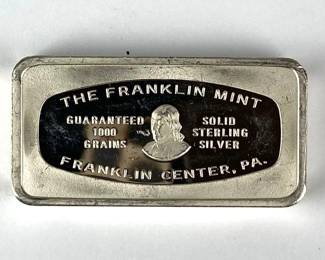 THE FRANKLIN MINT
GUARANTEED
1000
GRAINS
SOLID
STERLING
SILVER
FRANKLIN CENTER, PA.